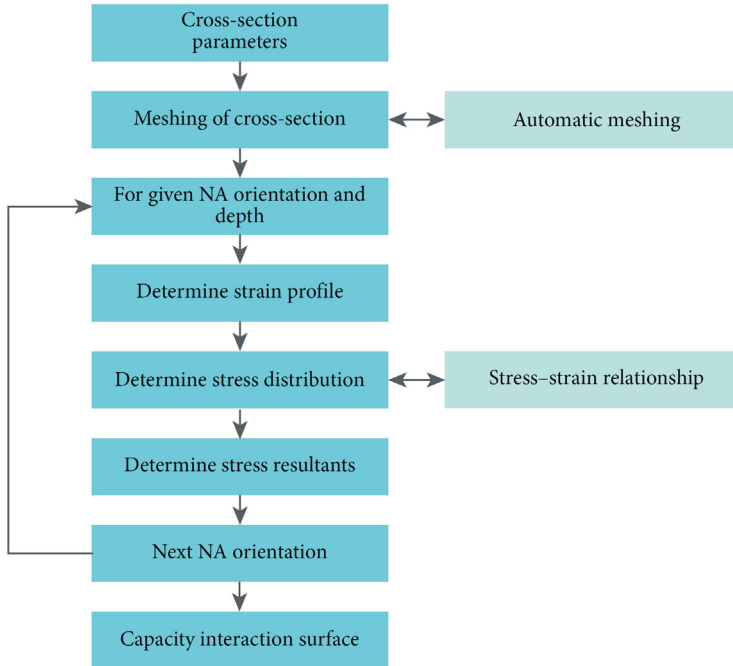 Cross-section
parameters
Meshing of cross-section
Automatic meshing
For given NA orientation and
depth
Determine strain profile
Determine stress distribution
Stress–strain relationship
Determine stress resultants
Next NA orientation
Capacity interaction surface